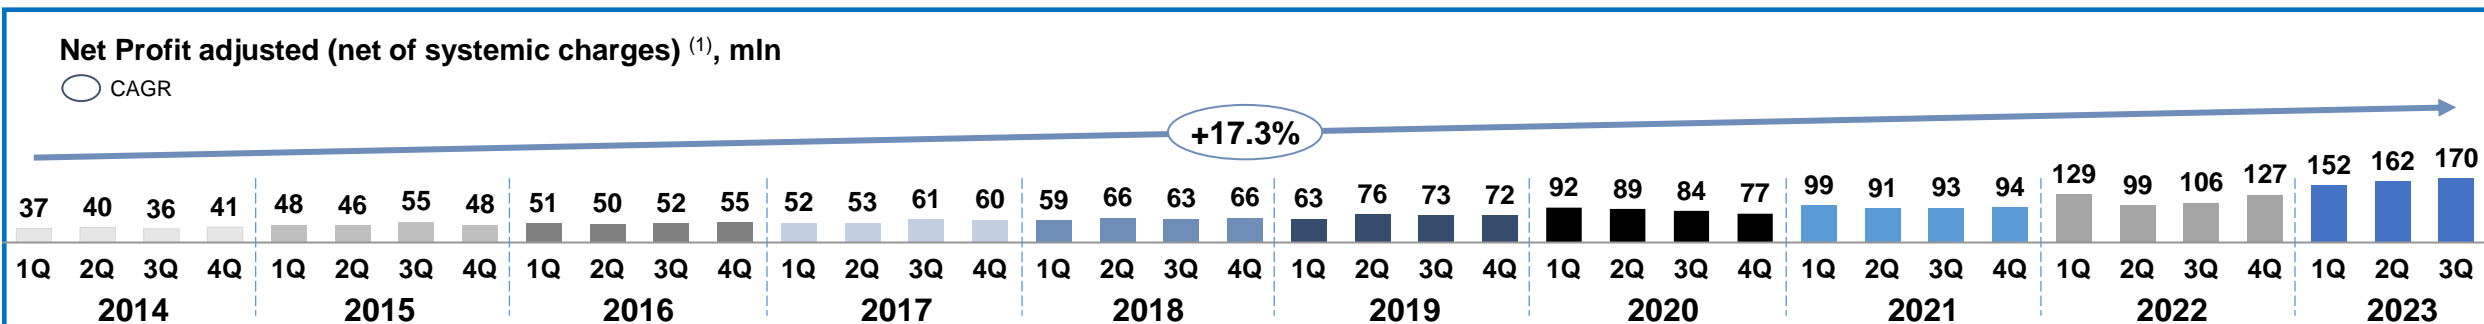 Net Profit adjusted (net of systemic charges) (1), mln
CAGR
+17.3%
37 40 36 41 48 46 55 48 51 50 52 55 52 53 61 60 59 66 63 66 63 76 73 72 92 89 84 77 99 91 93 94 129 99 106 127 152 162 170
1Q 2Q 3Q 4Q 1Q 2Q 3Q 4Q 1Q 2Q 3Q 4Q 1Q 2Q 3Q 4Q 1Q 2Q 3Q 4Q 1Q 2Q 3Q 4Q 1Q 2Q 3Q 4Q 1Q 2Q 3Q 4Q 1Q 2Q 3Q 4Q 1Q 2Q 3Q
2014 2015 2016 2017 2018 2019 2020 2021 2022 2023